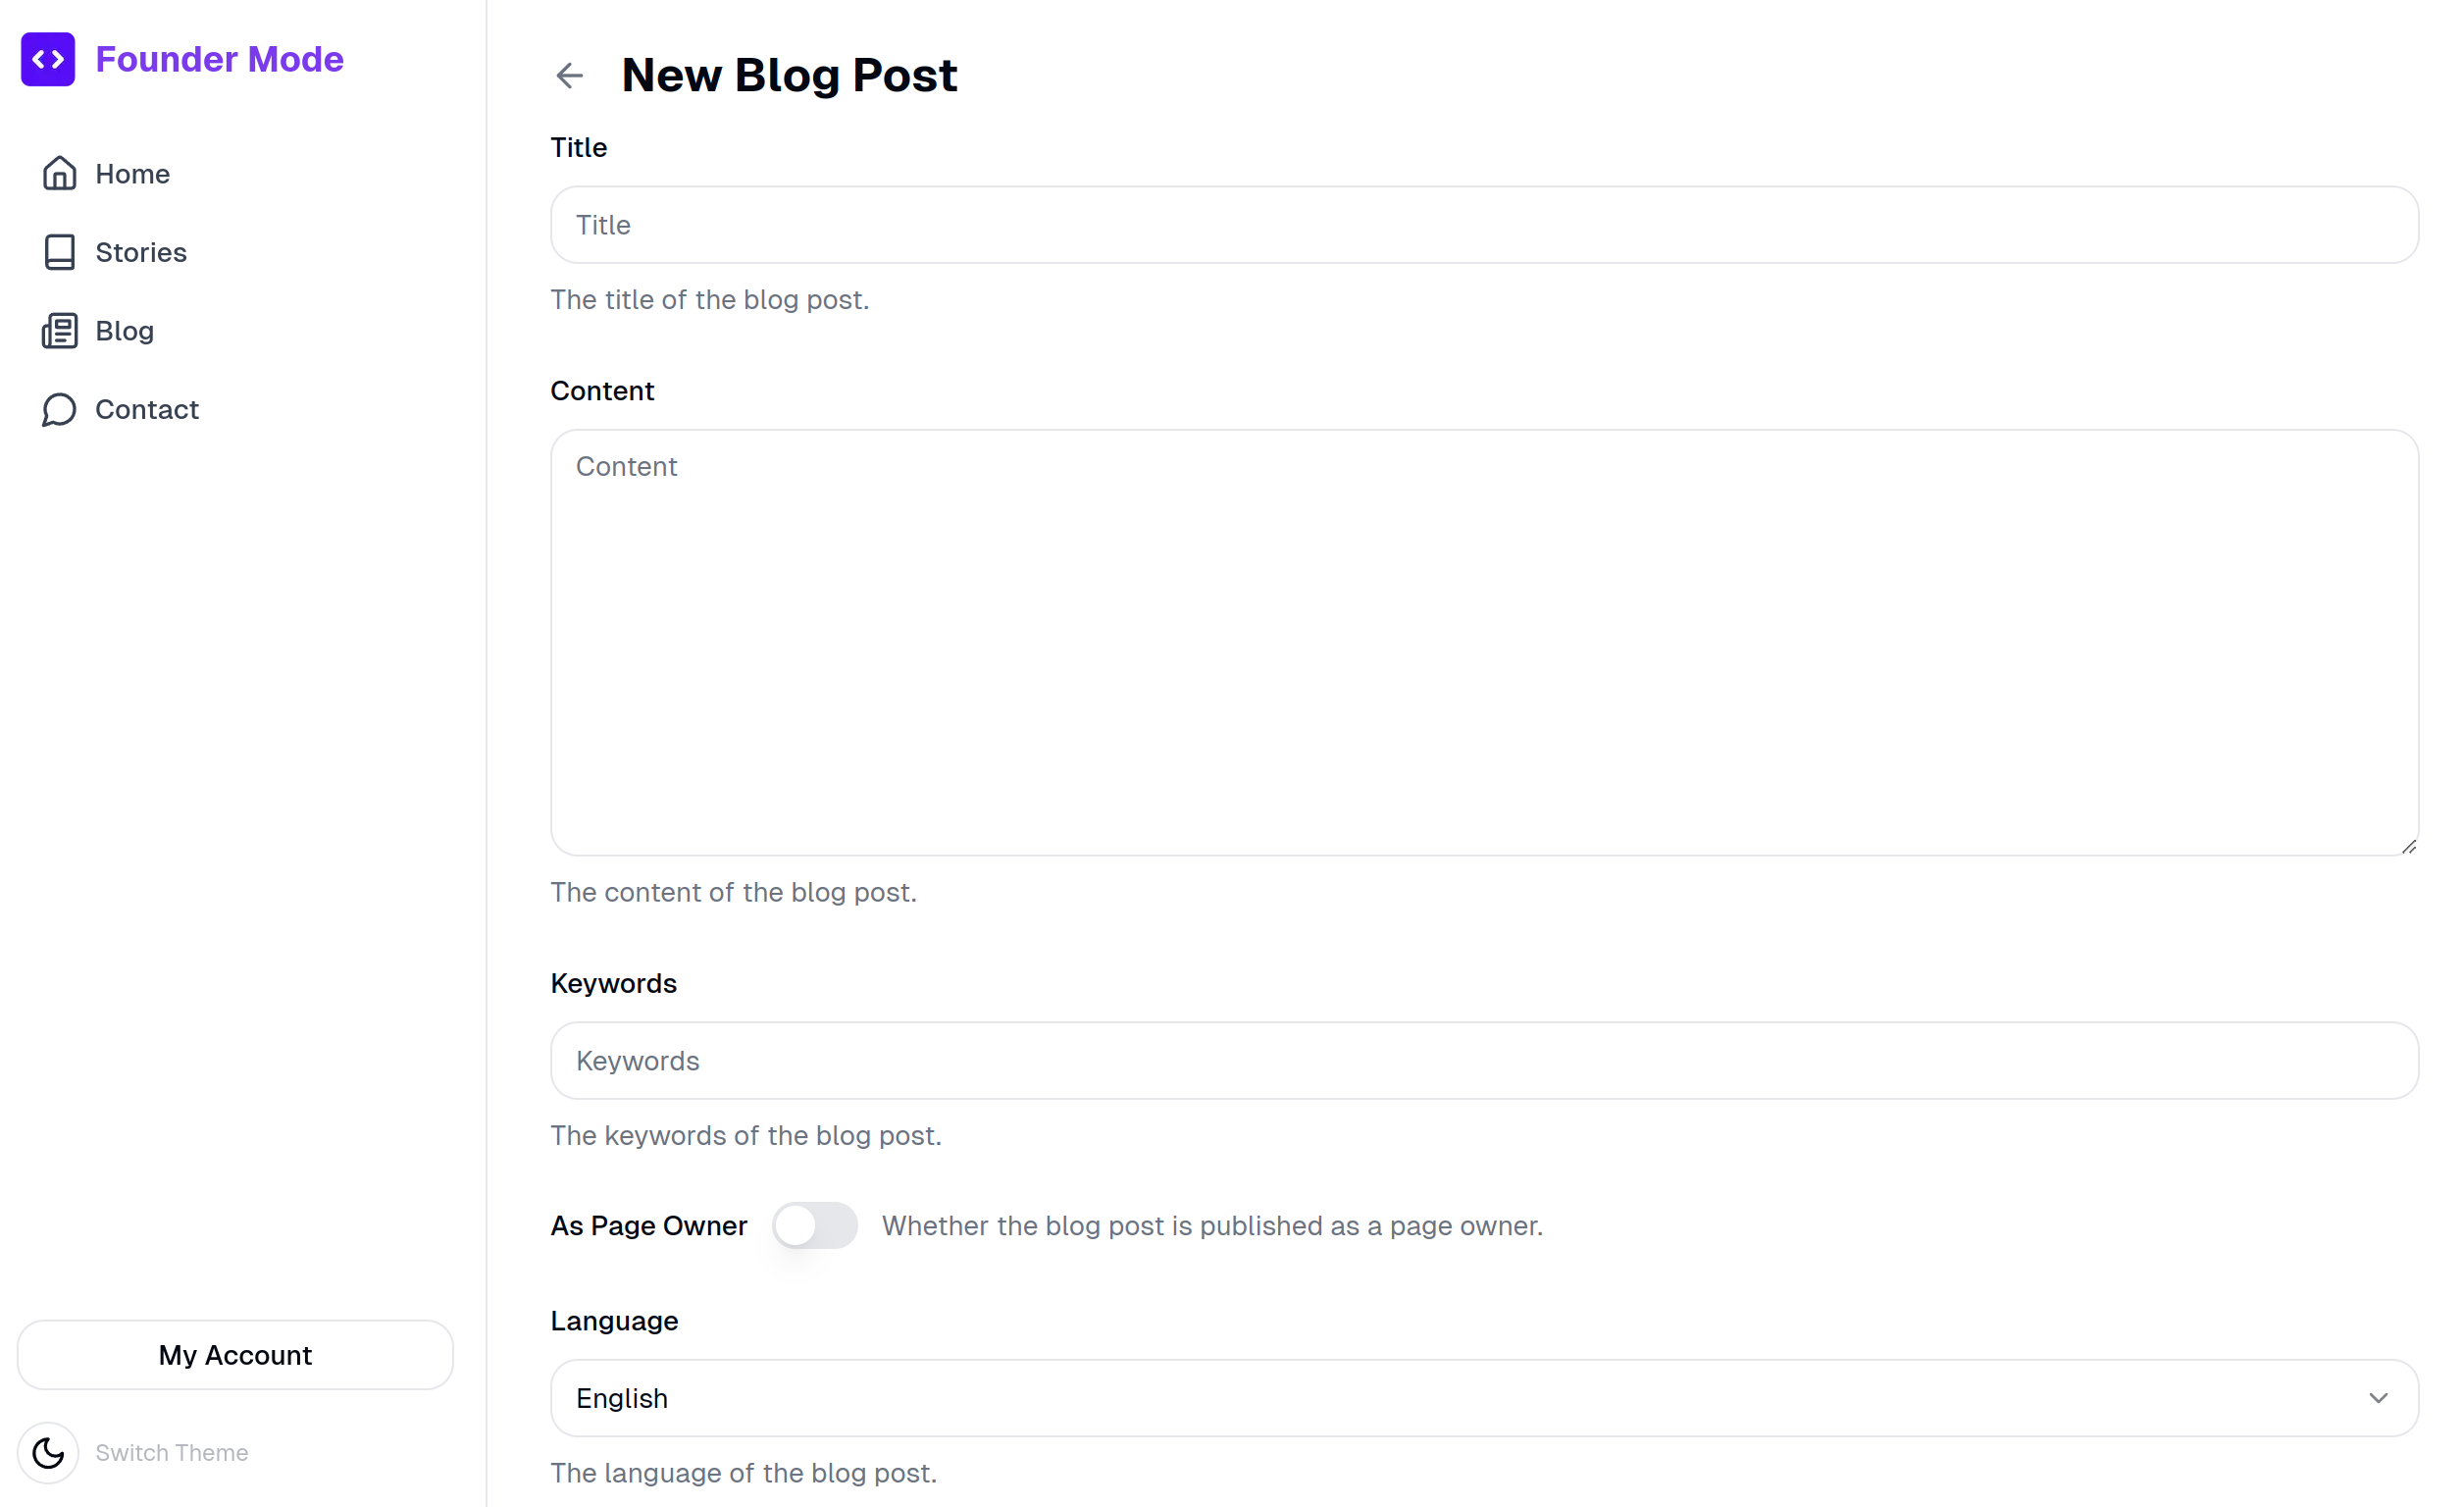 Founder Mode
Home
Stories
Blog
Contact
My Account
Switch Theme
New Blog Post
Title
Title
The title of the blog post.
Content
Content
The content of the blog post.
Keywords
Keywords
The keywords of the blog post.
As Page Owner Whether the blog post is published as a page owner.
Language
English
The language of the blog post.